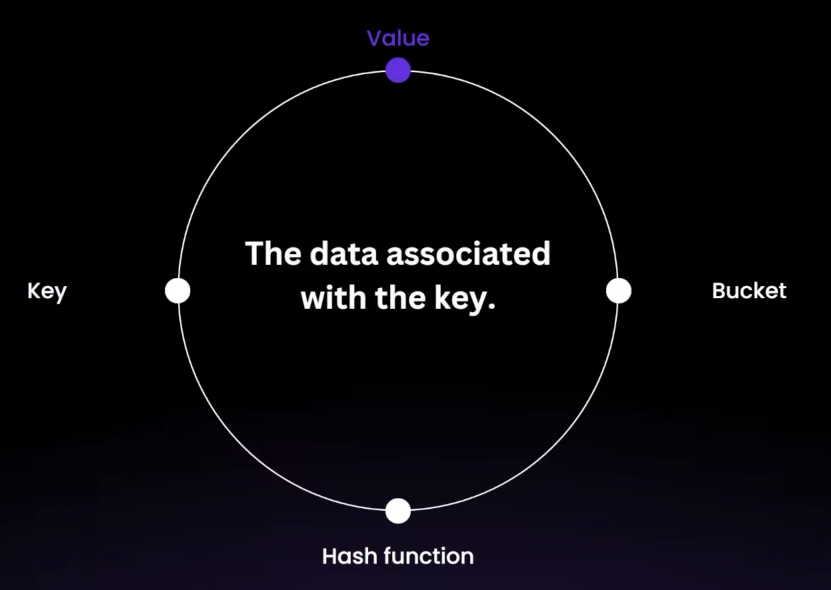 Value
The data associated
with the key.
Key
Bucket
Hash function